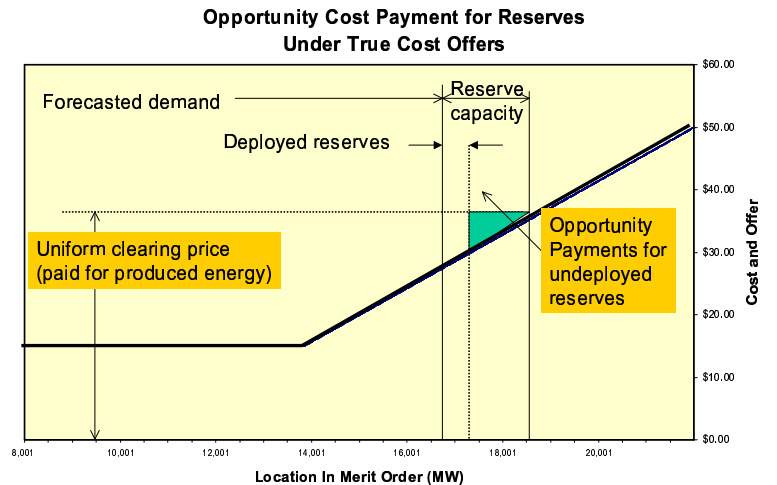 Opportunity Cost Payment for Reserves
Under True Cost Offers
$60.00
Reserve
capacity
Forecasted demand
$50.00
Deployed reserves
$40.00
Opportunity
Payments for
undeployed
reserves
Uniform clearing price
(paid for produced energy)
$30.00
Cost and Offer
$20.00
$10.00
$0.00
8,001 10,001 12,001 14,001 16,001 18,001 20,001
Location In Merit Order (MW)